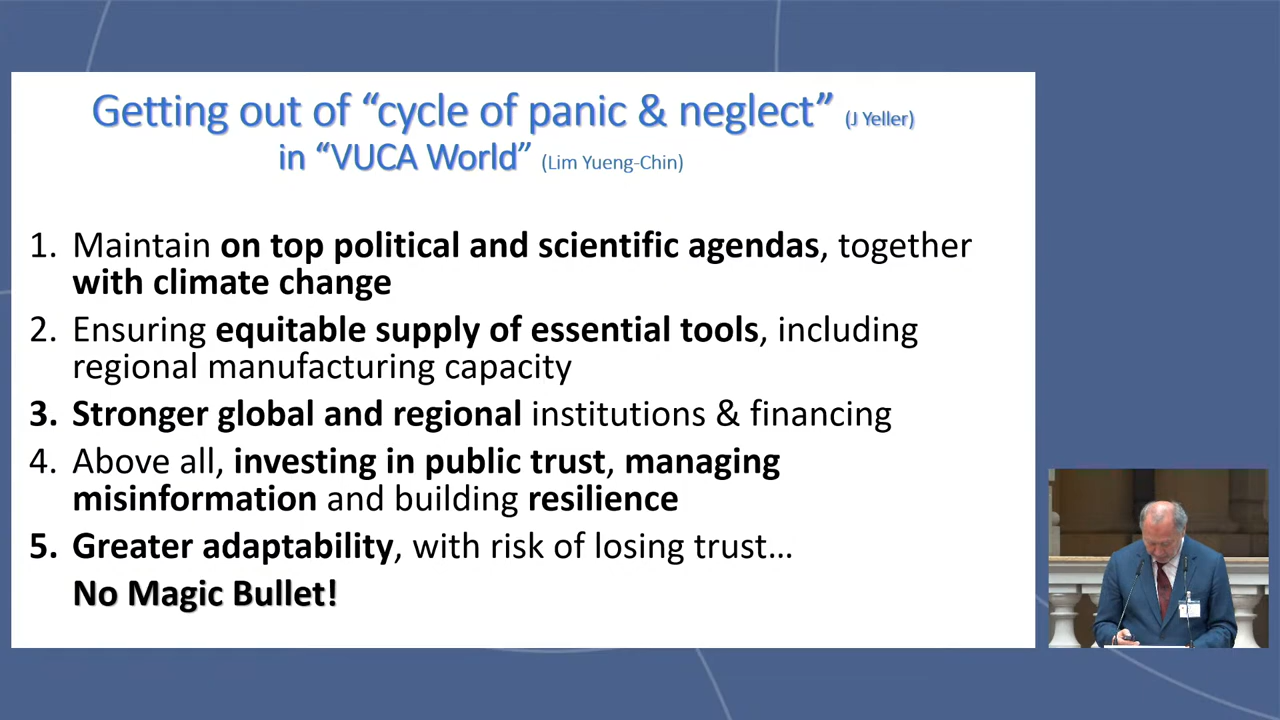 Getting out of “cycle of panic & neglect” (J Yeller)
in “VUCA World” (Lim Yueng-Chin)
1. Maintain on top political and scientific agendas, together
with climate change
2. Ensuring equitable supply of essential tools, including
regional manufacturing capacity
3. Stronger global and regional institutions & financing
4. Above all, investing in public trust, managing
misinformation and building resilience
5. Greater adaptability, with risk of losing trust...
No Magic Bullet!